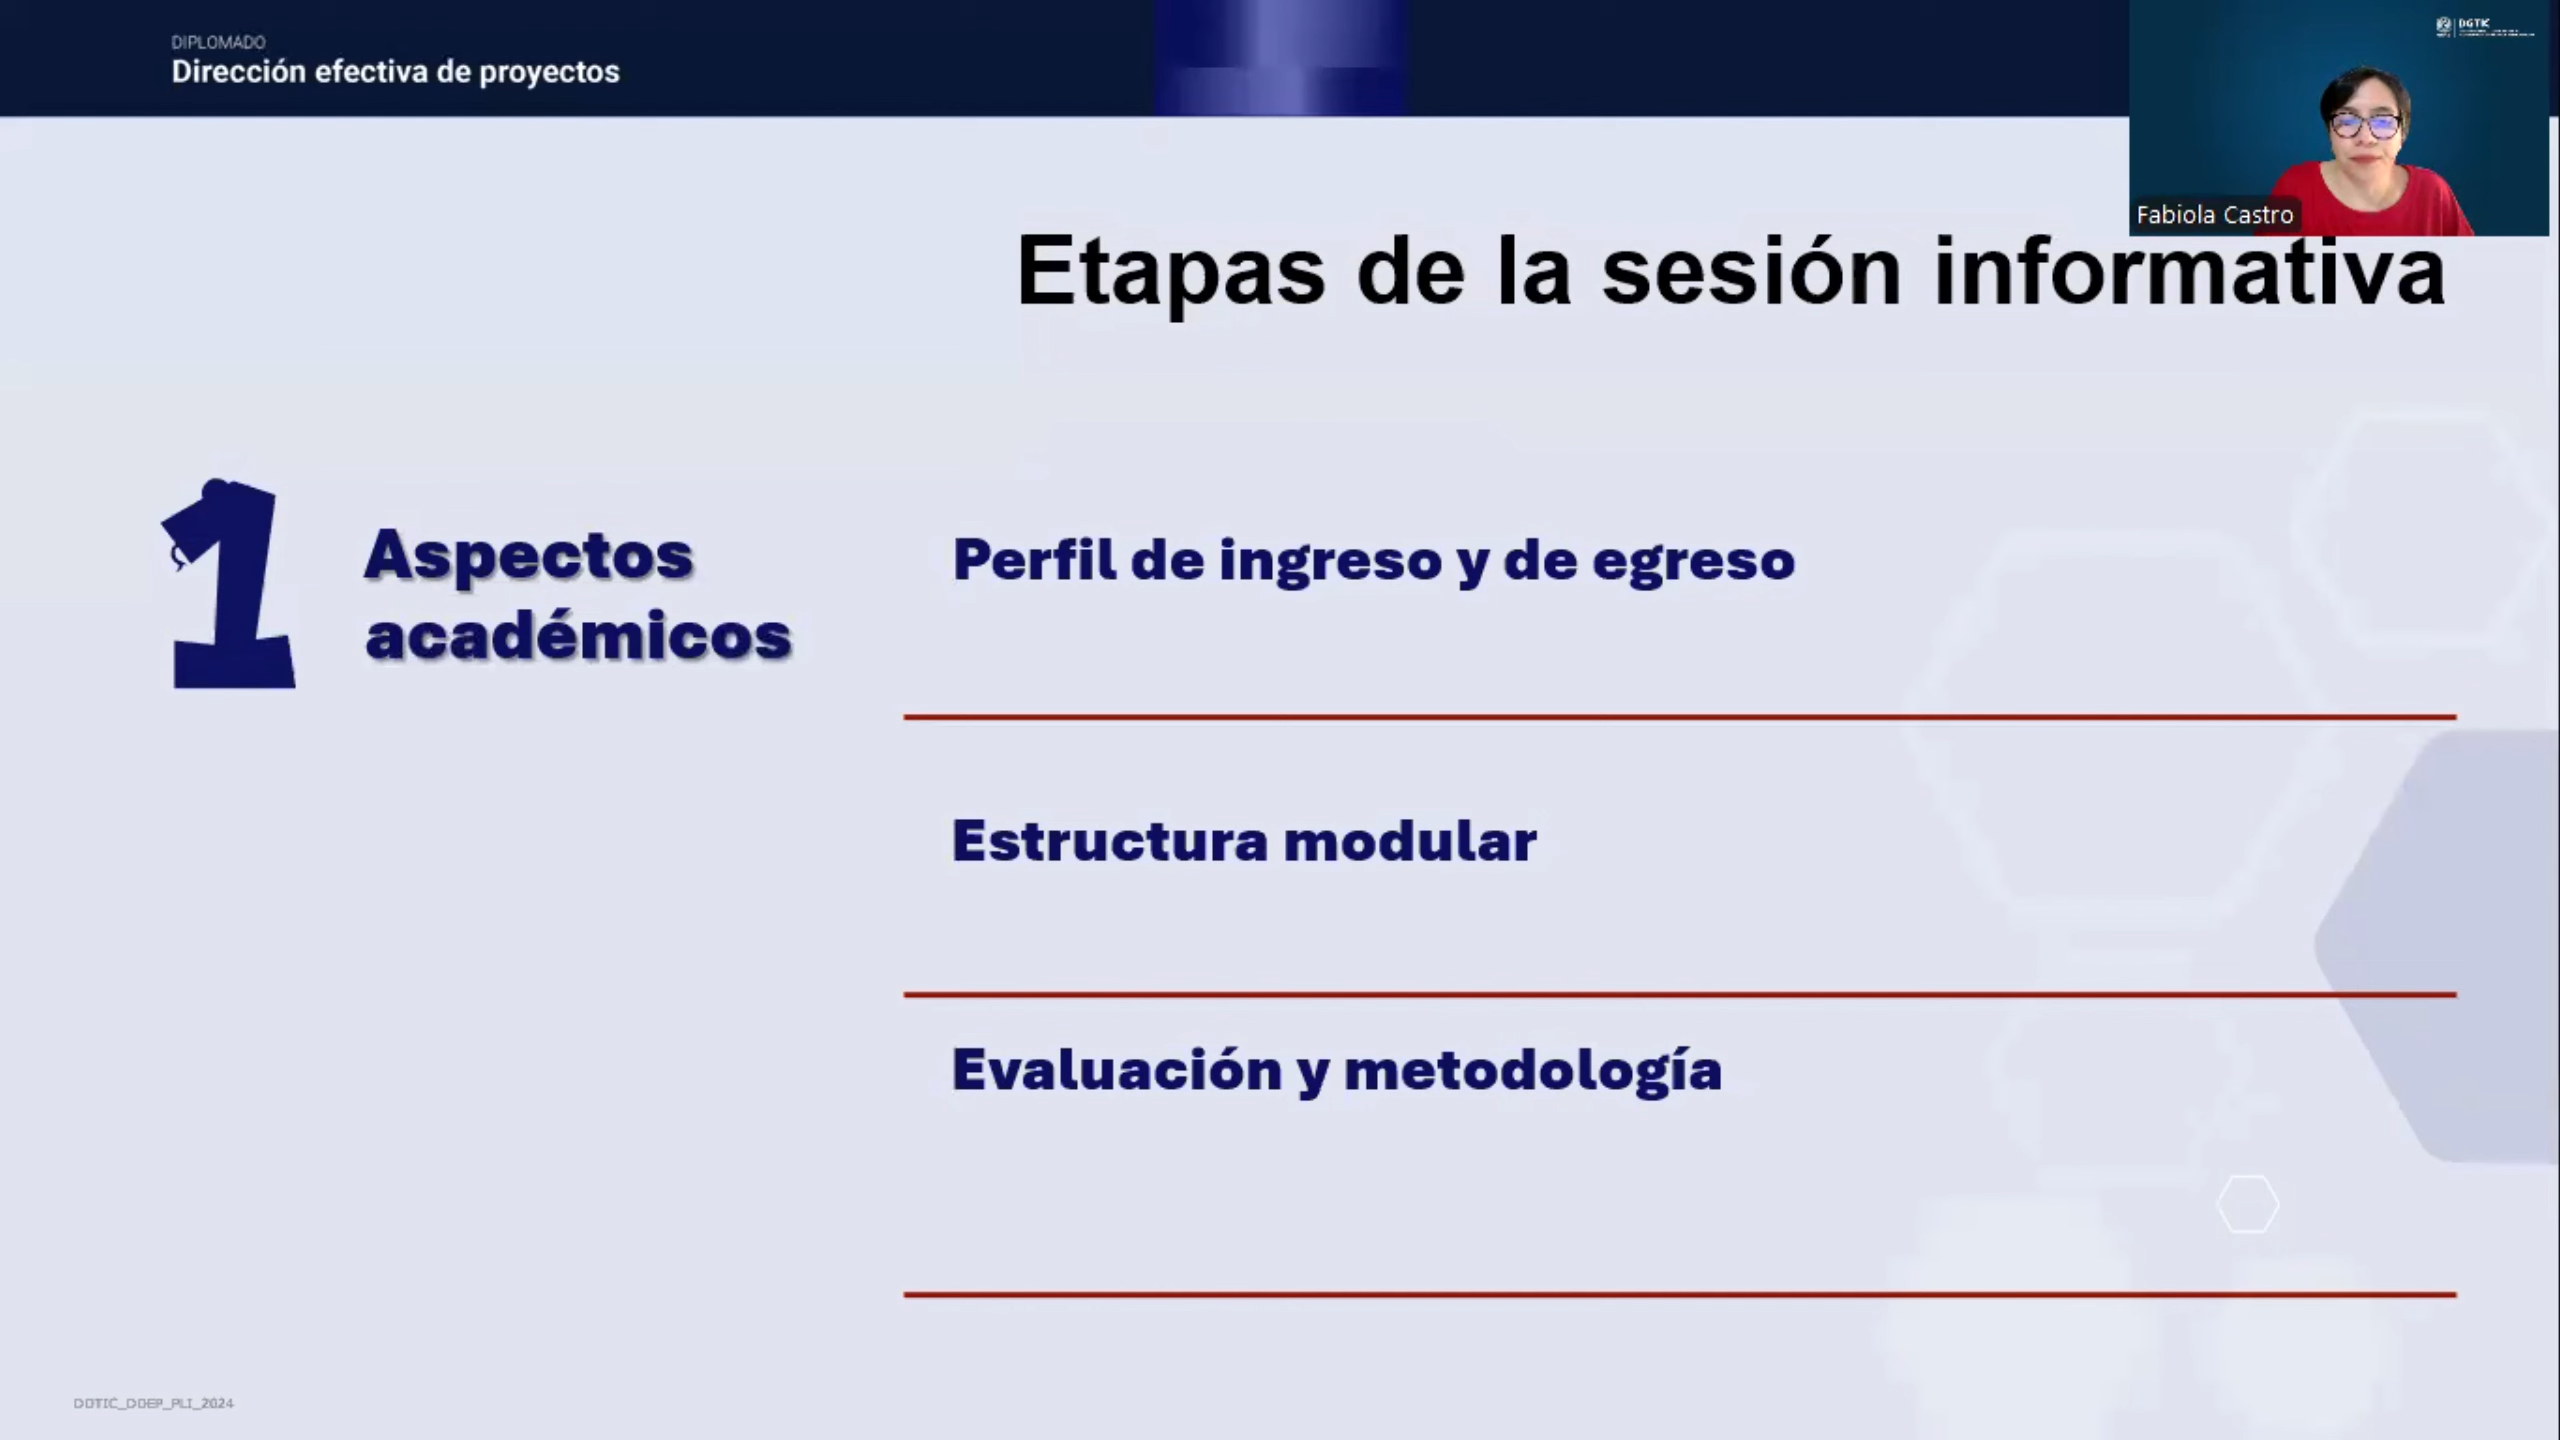 DIPLOMADO
Dirección efectiva de proyectos
DGTIC
Fabiola Castro
Etapas de la sesión informativa
1
Aspectos
académicos
Perfil de ingreso y de egreso
Estructura modular
Evaluación y metodología
DDTIC_DDEP_PLI_2024